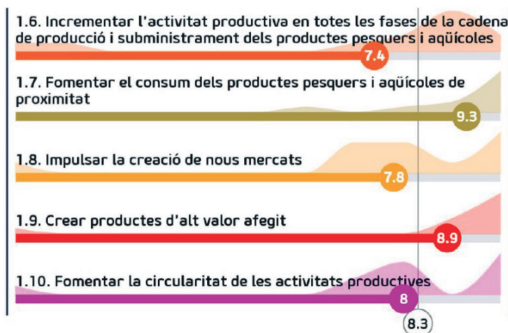 1.6. Incrementar l'activitat productiva en totes les fases de la cadena
de producció i subministrament dels productes pesquers i aqüícoles
7.4
1.7. Fomentar el consum dels productes pesquers i aqüícoles de
proximitat
9.3
1.8. Impulsar la creació de nous mercats
7.8
1.9. Crear productes d'alt valor afegit
8.9
1.10. Fomentar la circularitat de les activitats productives
8
8.3